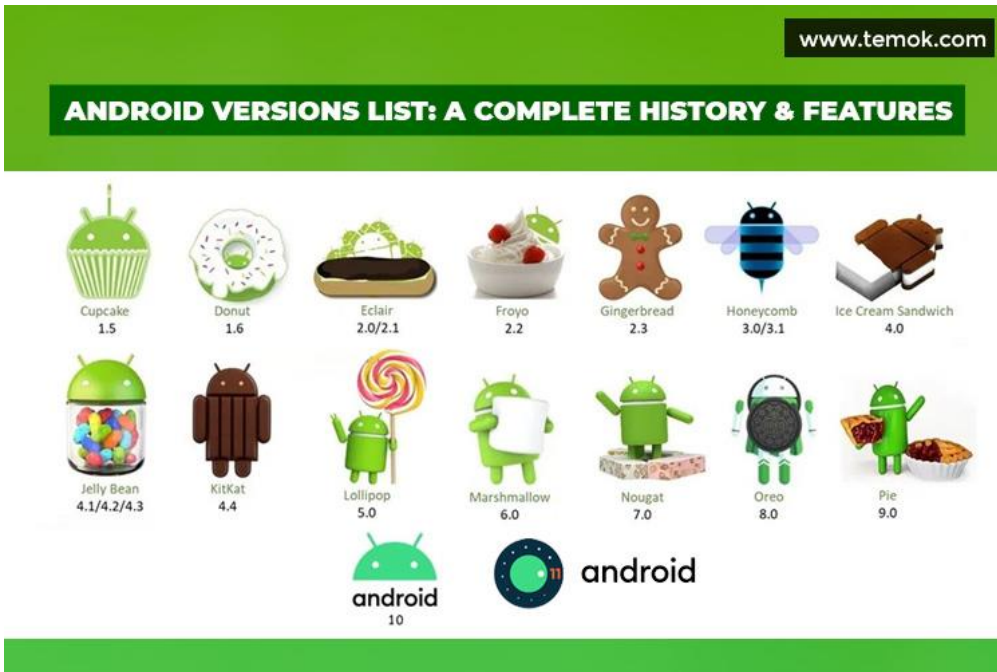 www.temok.com
ANDROID VERSIONS LIST: A COMPLETE HISTORY & FEATURES
Cupcake
1.5
Donut
1.6
Eclair
2.0/2.1
Froyo
2.2
Gingerbread
2.3
Honeycomb
3.0/3.1
Ice Cream Sandwich
4.0
Jelly Bean
4.1/4.2/4.3
KitKat
4.4
Lollipop
5.0
Marshmallow
6.0
Nougat
7.0
Oreo
8.0
Pie
9.0
android
10
11
android